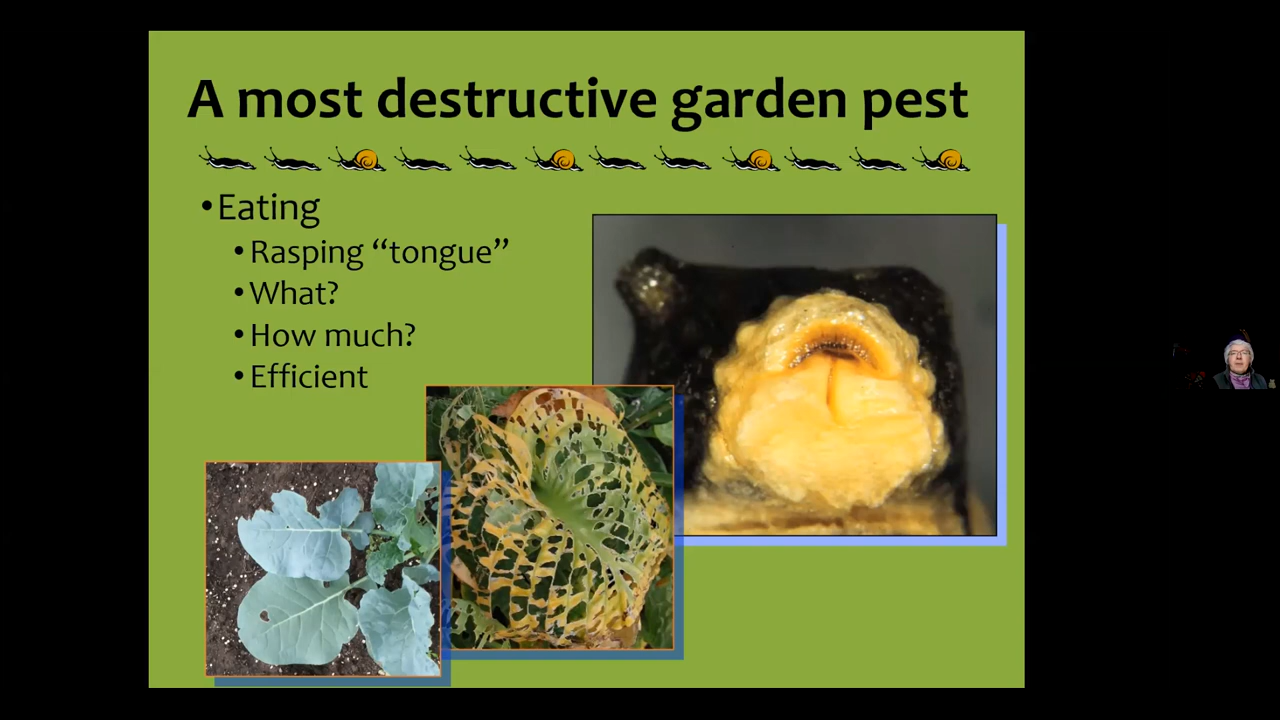 A most destructive garden pest
•Eating
•Rasping “tongue”
•What?
•How much?
•Efficient